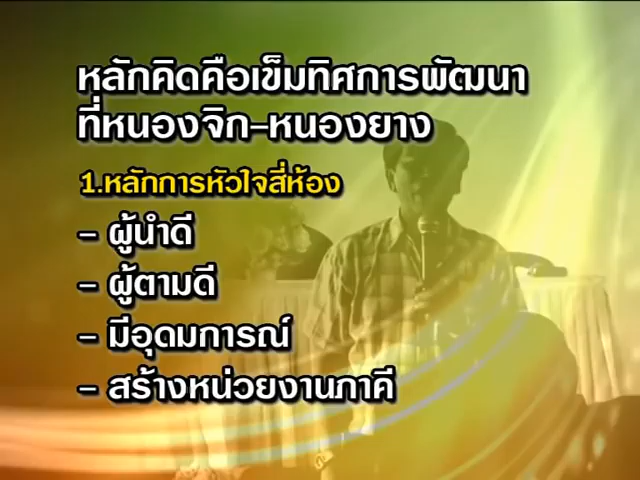 หลักคิดคือเข็มทิศการพัฒนา
ที่หนองจิก-หนองยาง
1.หลักการหัวใจสี่ห้อง
- ผู้นำดี
- ผู้ตามดี
- มีอุดมการณ์
- สร้างหน่วยงานภาคี